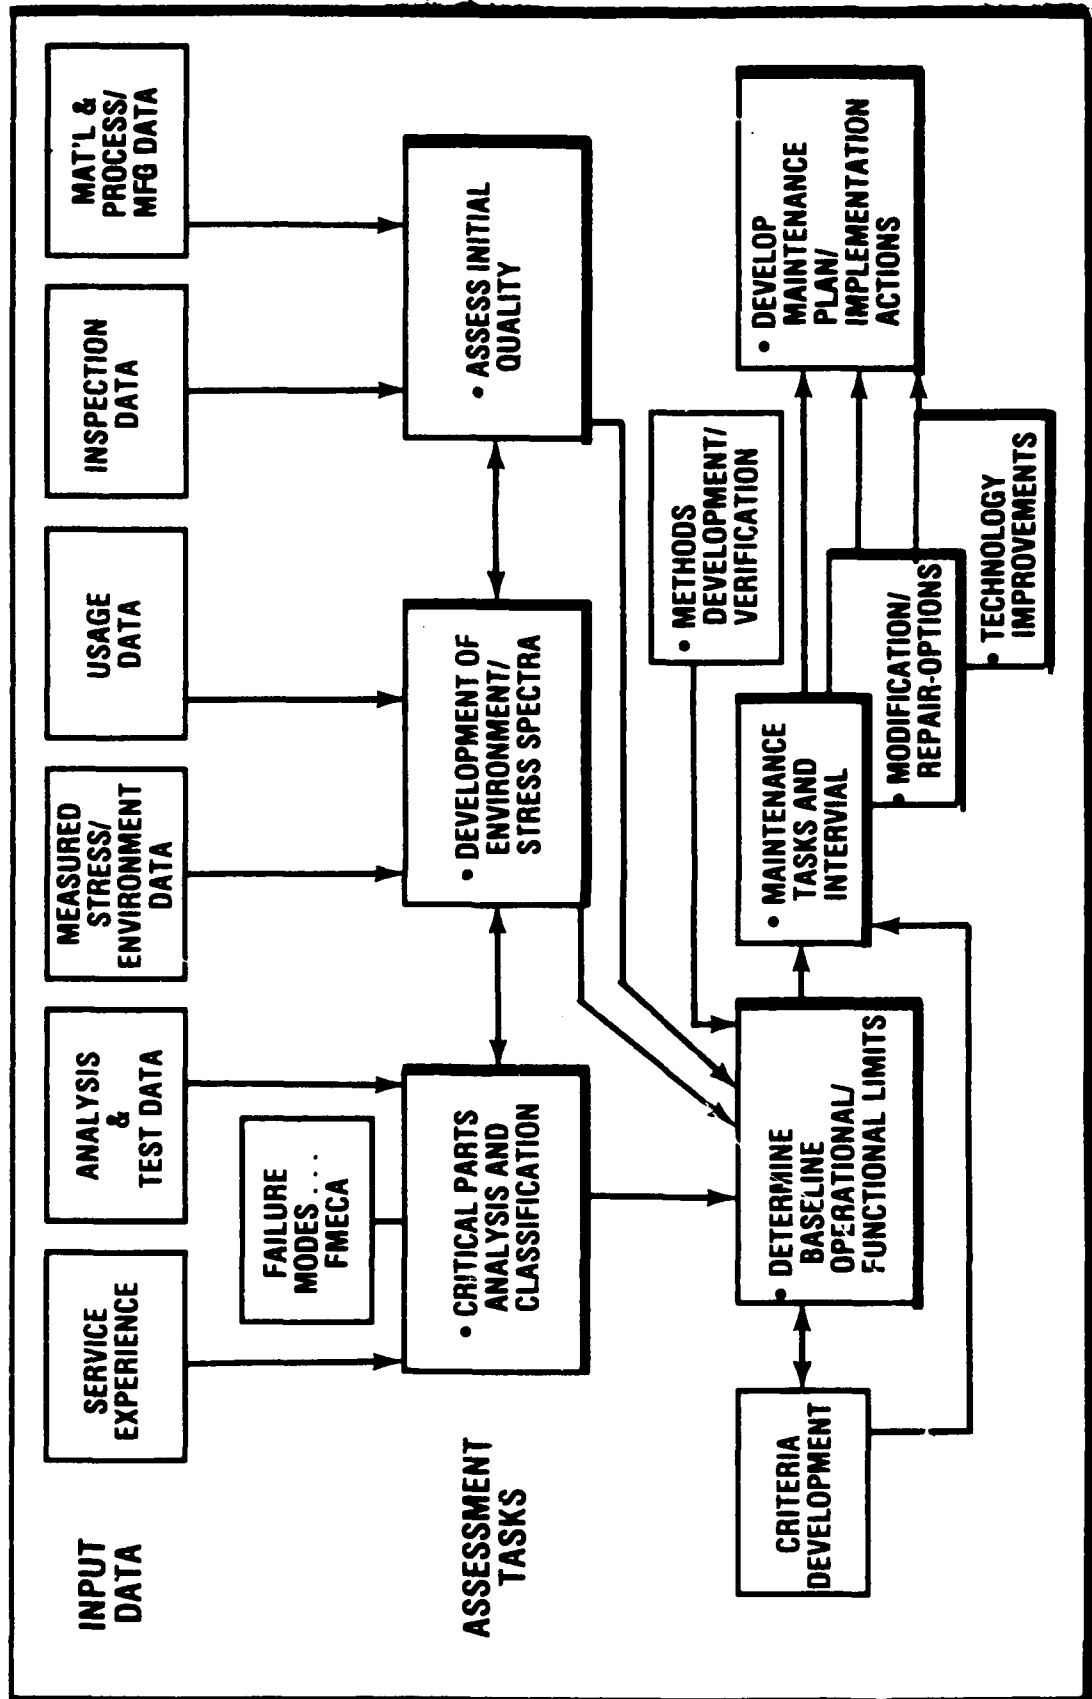 INPUT
DATA
SERVICE
EXPERIENCE
ANALYSIS
&
TEST DATA
MEASURED
STRESS/
ENVIRONMENT
DATA
USAGE
DATA
INSPECTION
DATA
MAT'L &
PROCESS/
MFG DATA
FAILURE
MODES...
FMECA
ASSESSMENT
TASKS
• CRITICAL PARTS
ANALYSIS AND
CLASSIFICATION
• DEVELOPMENT OF
ENVIRONMENT/
STRESS SPECTRA
• ASSESS INITIAL
QUALITY
• METHODS
DEVELOPMENT/
VERIFICATION
CRITERIA
DEVELOPMENT
• DETERMINE
BASELINE
OPERATIONAL/
FUNCTIONAL LIMITS
• MAINTENANCE
TASKS AND
INTERVIAL
• MODIFICATION/
REPAIR-OPTIONS
• TECHNOLOGY
IMPROVEMENTS
• DEVELOP
MAINTENANCE
PLAN/
IMPLEMENTATION
ACTIONS